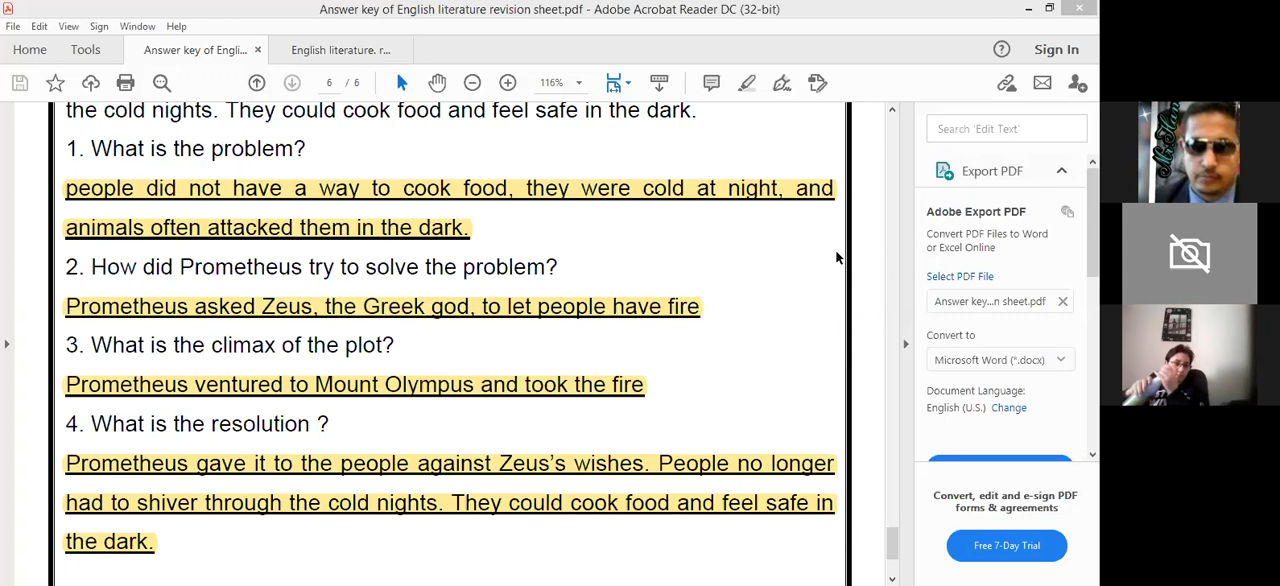 Answer key of English literature revision sheet.pdf - Adobe Acrobat Reader DC (32-bit)
File Edit View Sign Window Help
Home Tools Answer key of Engli... × English literature. r... Sign In
6 / 6 116%
the cold nights. They could cook food and feel safe in the dark.
1. What is the problem?
people did not have a way to cook food, they were cold at night, and
animals often attacked them in the dark.
2. How did Prometheus try to solve the problem?
Prometheus asked Zeus, the Greek god, to let people have fire
3. What is the climax of the plot?
Prometheus ventured to Mount Olympus and took the fire
4. What is the resolution ?
Prometheus gave it to the people against Zeus's wishes. People no longer
had to shiver through the cold nights. They could cook food and feel safe in
the dark.
Search 'Edit Text'
Export PDF
Adobe Export PDF
Convert PDF Files to Word
or Excel Online
Select PDF File
Answer key...n sheet.pdf
Convert to
Microsoft Word (*.docx)
Document Language:
English (U.S.) Change
Convert, edit and e-sign PDF
forms & agreements
Free 7-Day Trial